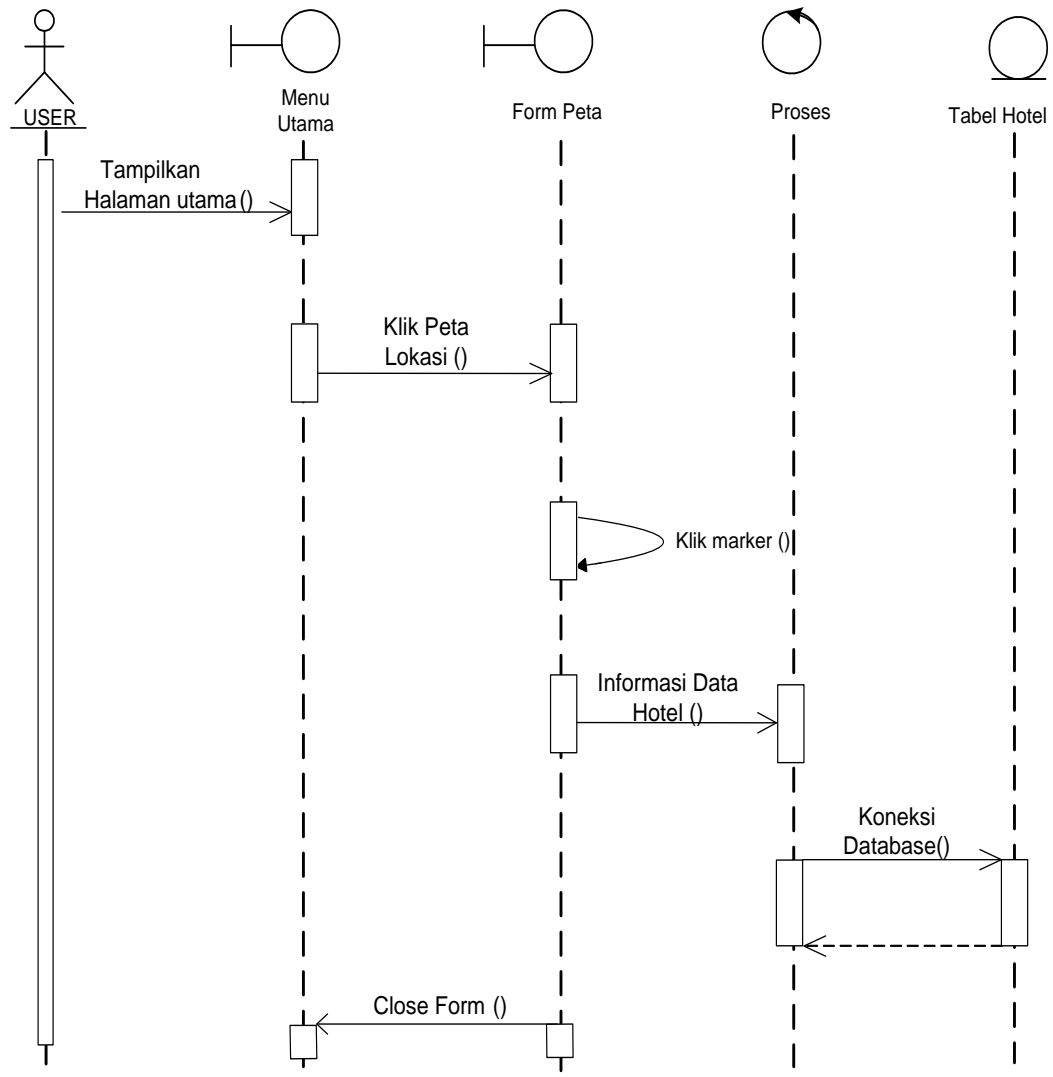 USER
Menu
Utama
Form Peta
Proses
Tabel Hotel
Tampilkan
Halaman utama ()
Klik Peta
Lokasi ()
Klik marker ()
Informasi Data
Hotel ()
Koneksi
Database()
Close Form ()